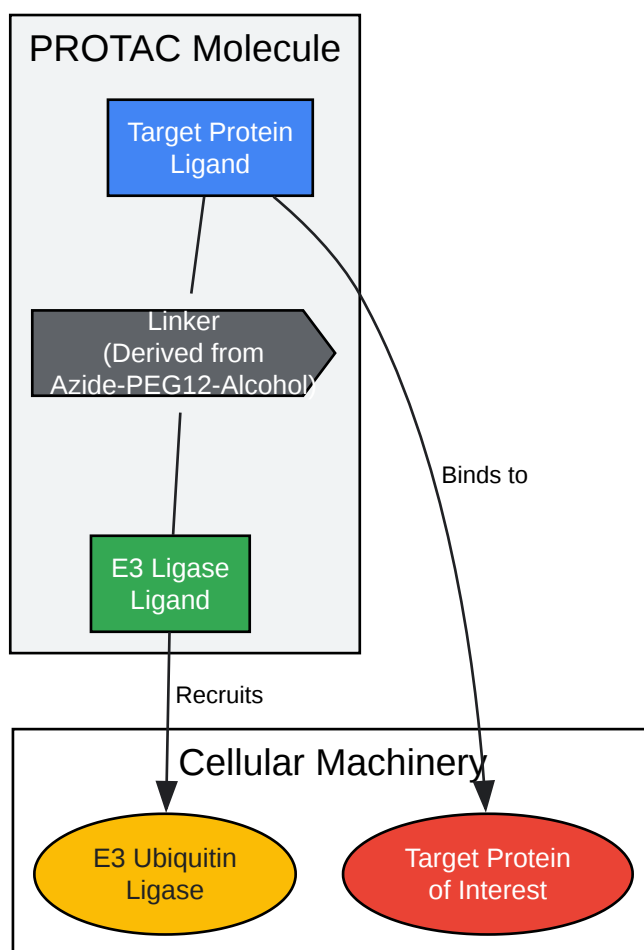 PROTAC Molecule
Target Protein
Ligand
Linker
(Derived from
Azide-PEG12-Alcohol)
Binds to
E3 Ligase
Ligand
Recruits
Cellular Machinery
E3 Ubiquitin
Ligase
Target Protein
of Interest